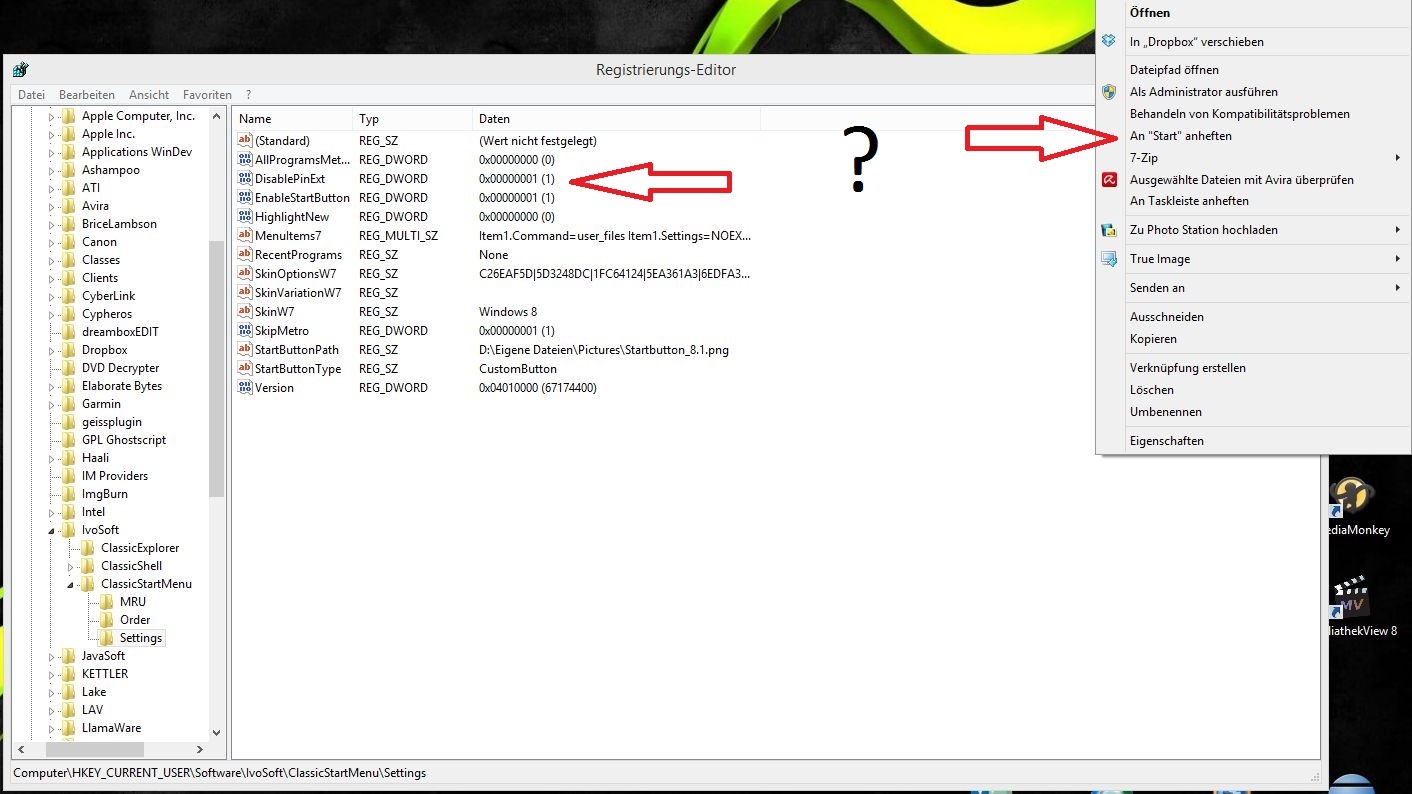 Registrierungs-Editor
Datei Bearbeiten Ansicht Favoriten ?
Apple Computer, Inc.
Apple Inc.
Applications WinDev
Ashampoo
ATI
Avira
BriceLambson
Canon
Classes
Clients
CyberLink
Cypheros
dreamboxEDIT
Dropbox
DVD Decrypter
Elaborate Bytes
Garmin
geissplugin
GPL Ghostscript
Haali
IM Providers
ImgBurn
Intel
IvoSoft
ClassicExplorer
ClassicShell
ClassicStartMenu
MRU
Order
Settings
JavaSoft
KETTLER
Lake
LAV
LlamaWare
Name Typ Daten
(Standard) REG_SZ (Wert nicht festgelegt)
AllProgramsMet... REG_DWORD 0x00000000 (0)
DisablePinExt REG_DWORD 0x00000001 (1)
EnableStartButton REG_DWORD 0x00000001 (1)
HighlightNew REG_DWORD 0x00000000 (0)
MenuItems7 REG_MULTI_SZ Item1.Command=user_files Item1.Settings=NOEX...
RecentPrograms REG_SZ None
SkinOptionsW7 REG_SZ C26EAF5D|5D3248DC|1FC64124|5EA361A3|6EDFA3...
SkinVariationW7 REG_SZ
SkinW7 REG_SZ Windows 8
SkipMetro REG_DWORD 0x00000001 (1)
StartButtonPath REG_SZ D:\Eigene Dateien\Pictures\Startbutton_8.1.png
StartButtonType REG_SZ CustomButton
Version REG_DWORD 0x04010000 (67174400)
?
Öffnen
In „Dropbox“ verschieben
Dateipfad öffnen
Als Administrator ausführen
Behandeln von Kompatibilitätsproblemen
An "Start" anheften
7-Zip
Ausgewählte Dateien mit Avira überprüfen
An Taskleiste anheften
Zu Photo Station hochladen
True Image
Senden an
Ausschneiden
Kopieren
Verknüpfung erstellen
Löschen
Umbenennen
Eigenschaften
ediaMonkey
MV
liathekView 8
Computer\HKEY_CURRENT_USER\Software\IvoSoft\ClassicStartMenu\Settings